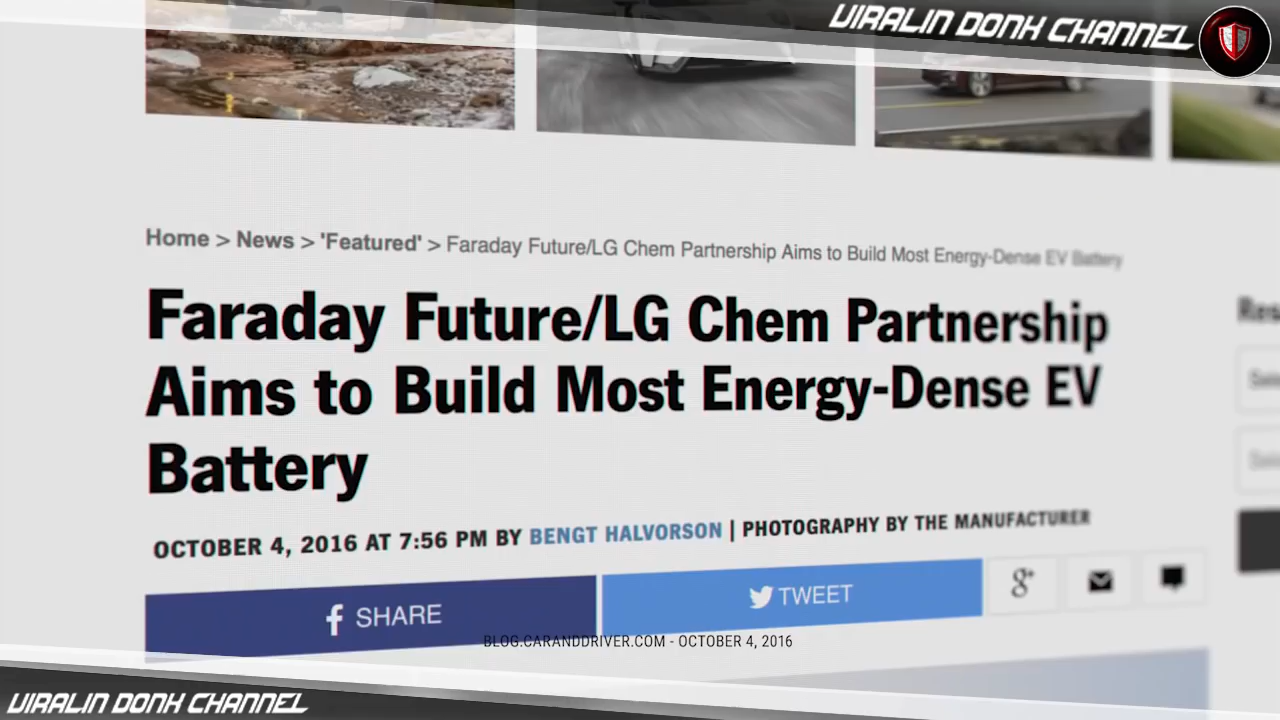 VIRALIN DONK CHANNEL
Home > News > 'Featured' > Faraday Future/LG Chem Partnership Aims to Build Most Energy-Dense EV Battery
Faraday Future/LG Chem Partnership
Aims to Build Most Energy-Dense EV
Battery
OCTOBER 4, 2016 AT 7:56 PM BY BENGT HALVORSON | PHOTOGRAPHY BY THE MANUFACTURER
f SHARE
TWEET
g+
BLOG.CARANDDRIVER.COM - OCTOBER 4, 2016
VIRALIN DONK CHANNEL